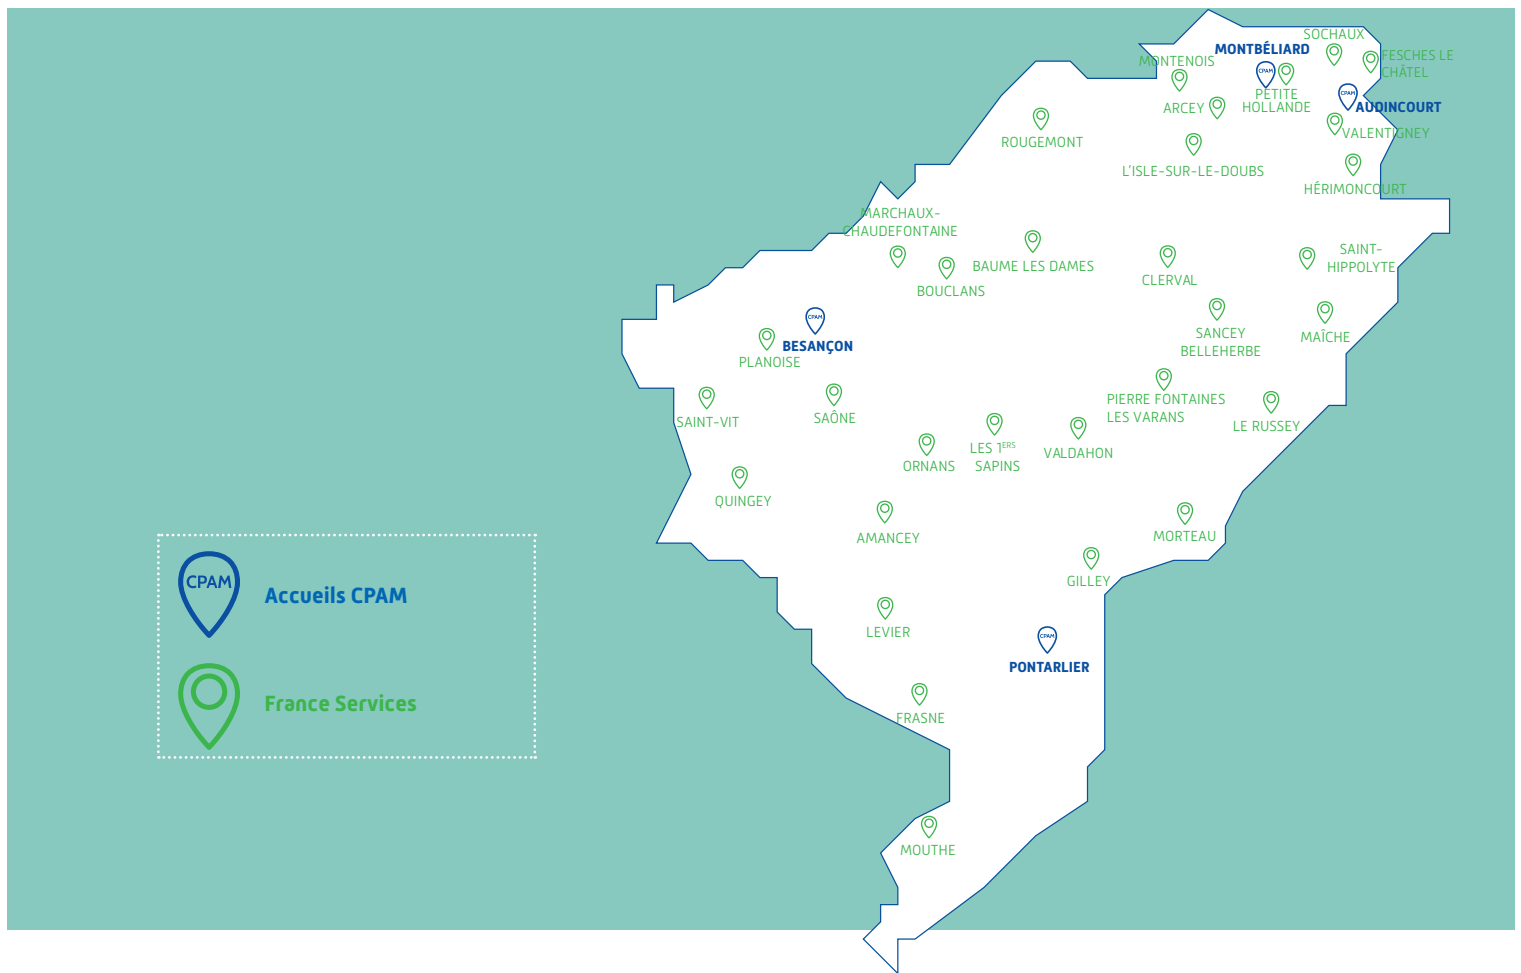 SOCHAUX
MONTBÉLIARD
FESCHES LE
CHÂTEL
MONTENOIS
CPAM
PETITE
HOLLANDE
CPAM
AUDINCOURT
ARCEY
VALENTIGNEY
ROUGEMONT
L'ISLE-SUR-LE-DOUBS
HÉRIMONCOURT
MARCHAUX-
CHAUDEFONTAINE
BAUME LES DAMES
CLERVAL
SAINT-
HIPPOLYTE
BOUCLANS
CPAM
BESANÇON
PLANOISE
SANCEY
BELLEHERBE
MAÎCHE
SAINT-VIT
SAÔNE
PIERRE FONTAINES
LES VARANS
LE RUSSEY
ORNANS
LES 1ERS
SAPINS
VALDAHON
QUINGEY
AMANCEY
MORTEAU
GILLEY
LEVIER
CPAM
PONTARLIER
FRASNE
MOUTHE
CPAM
Accueils CPAM
France Services